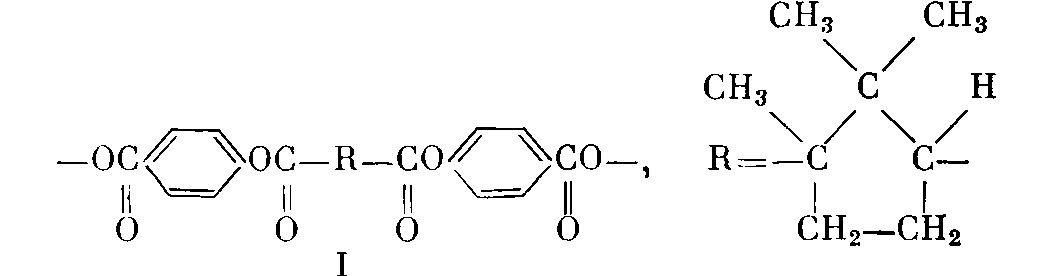 CH₃ CH₃
CH₃ C H
—OC OC—R—CO CO—, R=—C C—
O O O O CH₂—CH₂
I